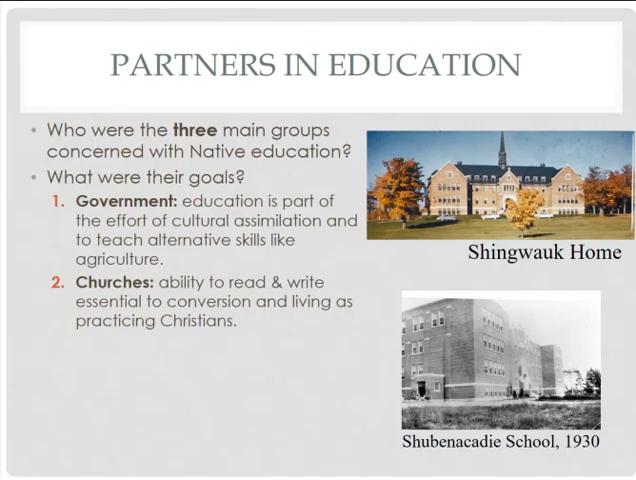 PARTNERS IN EDUCATION
• Who were the three main groups
concerned with Native education?
• What were their goals?
1. Government: education is part of
the effort of cultural assimilation and
to teach alternative skills like
agriculture.
2. Churches: ability to read & write
essential to conversion and living as
practicing Christians.
Shingwauk Home
Shubenacadie School, 1930